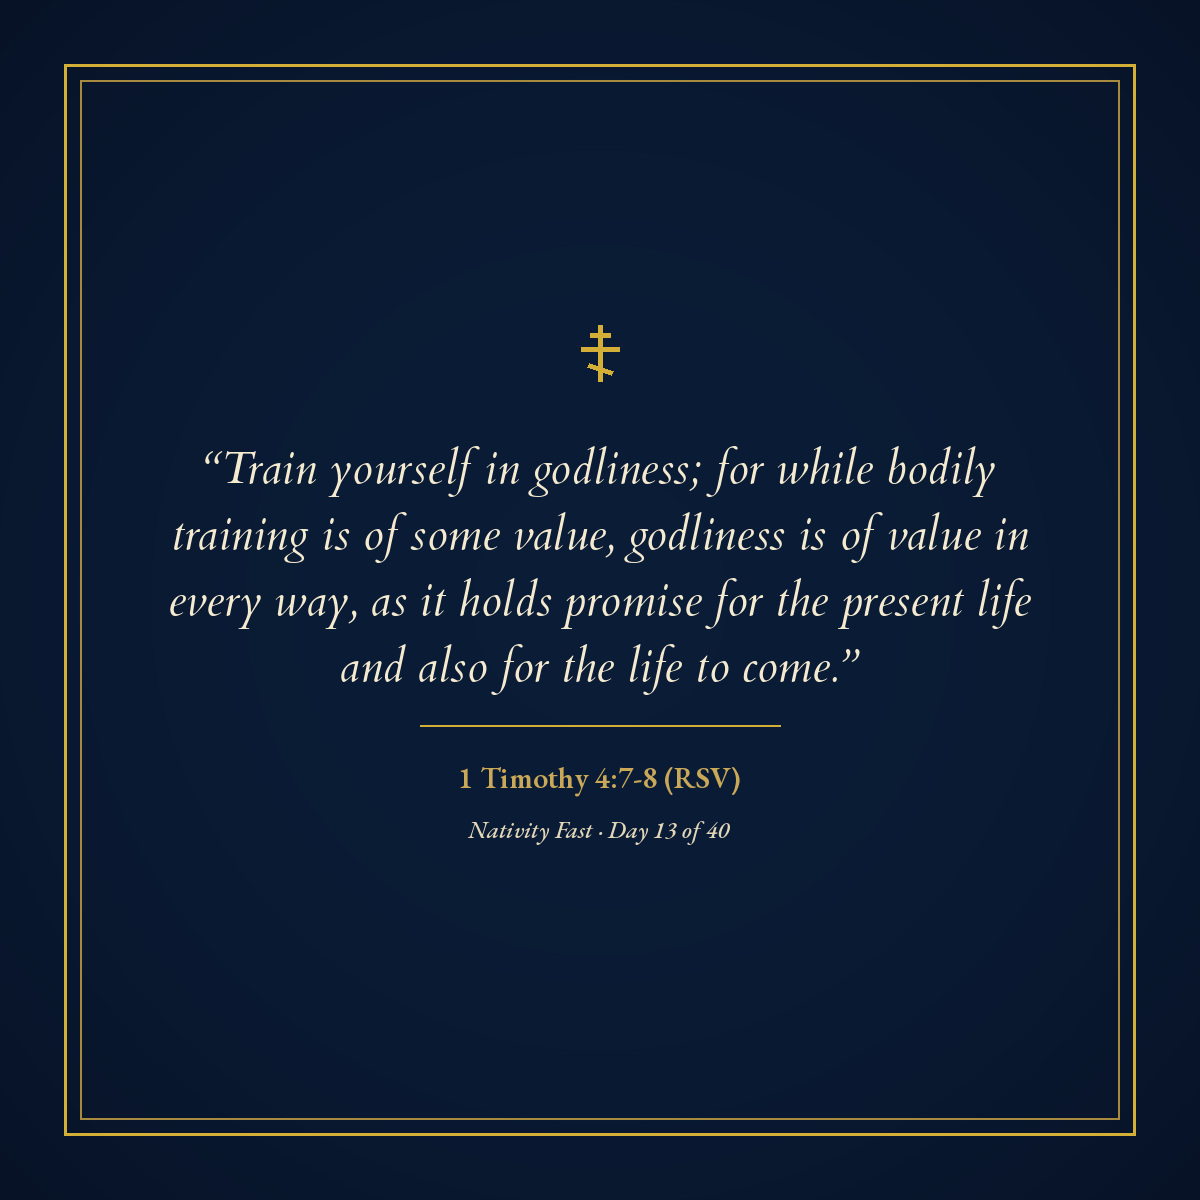 “Train yourself in godliness; for while bodily
training is of some value, godliness is of value in
every way, as it holds promise for the present life
and also for the life to come.”
1 Timothy 4:7-8 (RSV)
Nativity Fast · Day 13 of 40